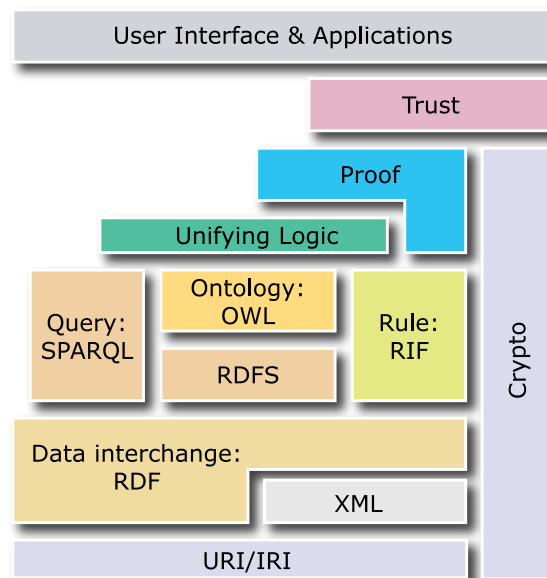 User Interface & Applications
Trust
Proof
Unifying Logic
Query:
SPARQL
Ontology:
OWL
Rule:
RIF
RDFS
Crypto
Data interchange:
RDF
XML
URI/IRI